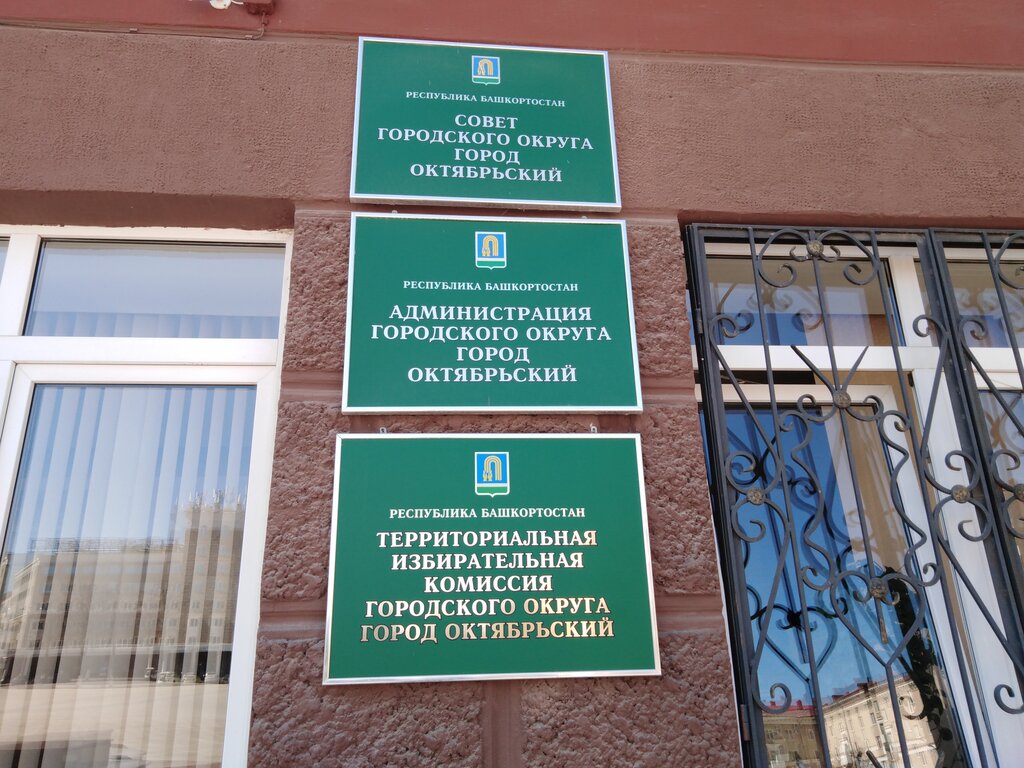 РЕСПУБЛИКА БАШКОРТОСТАН
СОВЕТ
ГОРОДСКОГО ОКРУГА
ГОРОД
ОКТЯБРЬСКИЙ
РЕСПУБЛИКА БАШКОРТОСТАН
АДМИНИСТРАЦИЯ
ГОРОДСКОГО ОКРУГА
ГОРОД
ОКТЯБРЬСКИЙ
РЕСПУБЛИКА БАШКОРТОСТАН
ТЕРРИТОРИАЛЬНАЯ
ИЗБИРАТЕЛЬНАЯ
КОМИССИЯ
ГОРОДСКОГО ОКРУГА
ГОРОД ОКТЯБРЬСКИЙ